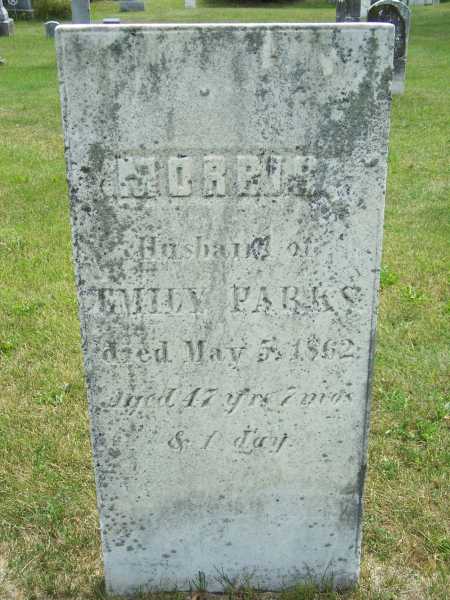 MORRIS
Husband of
EMILY PARKS
died May 5, 1862
Aged 47 yrs 7 mos
& 1 day